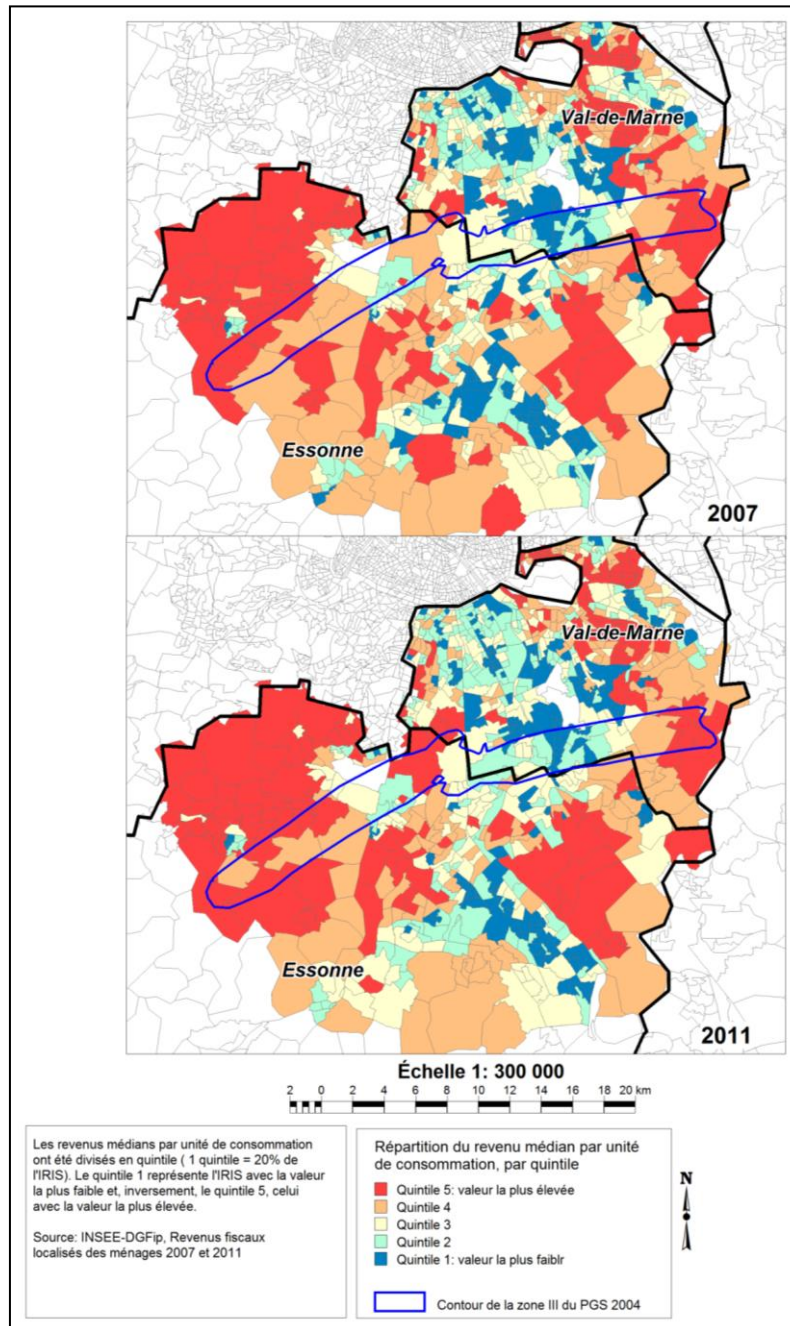 Val-de-Marne
Essonne
2007
Val-de-Marne
Essonne
2011
Échelle 1: 300 000
2 0 2 4 6 8 10 12 14 16 18 20 km
Les revenus médians par unité de consommation
ont été divisés en quintile ( 1 quintile = 20% de
l'IRIS). Le quintile 1 représente l'IRIS avec la valeur
la plus faible et, inversement, le quintile 5, celui
avec la valeur la plus élevée.
Source: INSEE-DGFip, Revenus fiscaux
localisés des ménages 2007 et 2011
Répartition du revenu médian par unité
de consommation, par quintile
Quintile 5: valeur la plus élevée
Quintile 4
Quintile 3
Quintile 2
Quintile 1: valeur la plus faiblr
Contour de la zone III du PGS 2004
N